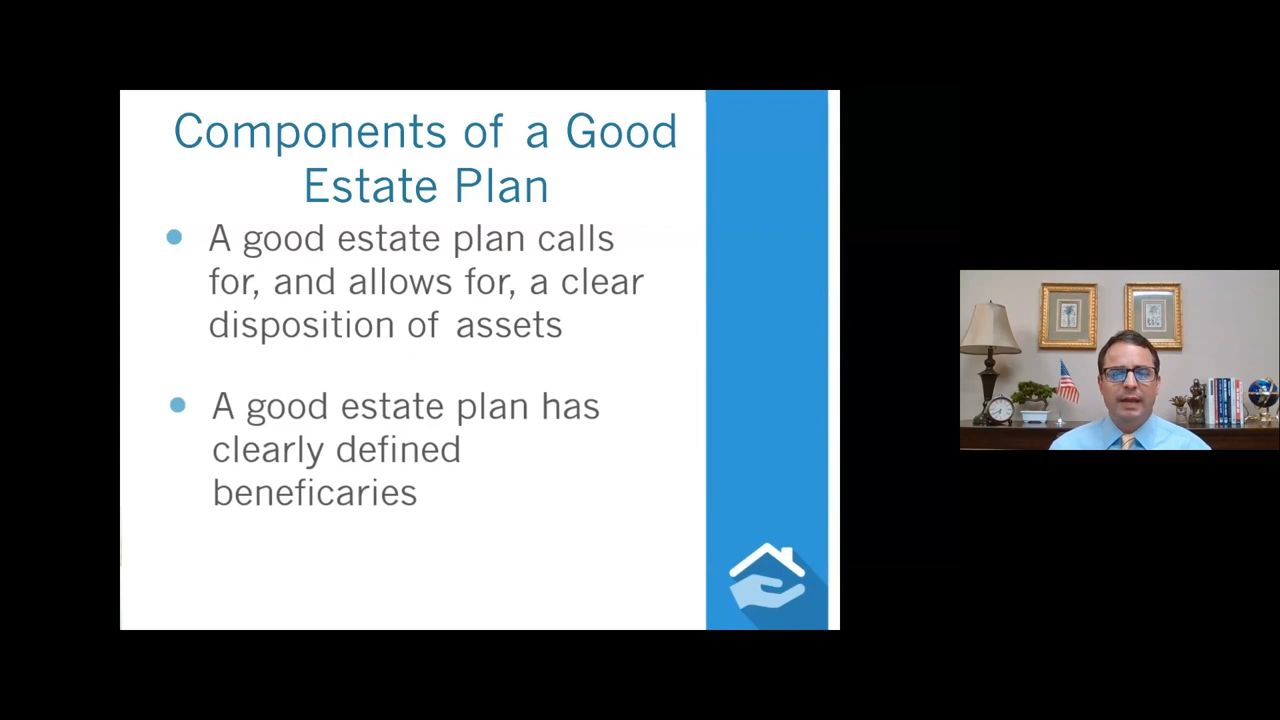 Components of a Good
Estate Plan
A good estate plan calls
for, and allows for, a clear
disposition of assets
A good estate plan has
clearly defined
beneficaries